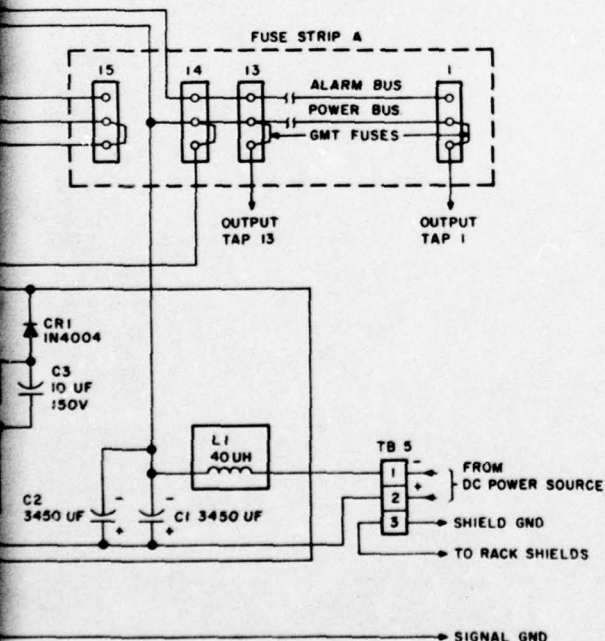 FUSE STRIP A
15
14
13
1
ALARM BUS
POWER BUS
GMT FUSES
OUTPUT
TAP 13
OUTPUT
TAP 1
CR1
1N4004
C3
10 UF
150V
L1
40 UH
TB 5
1
-
2
+
3
FROM
DC POWER SOURCE
SHIELD GND
TO RACK SHIELDS
C2
3450 UF
-
+
-
C1 3450 UF
+
SIGNAL GND